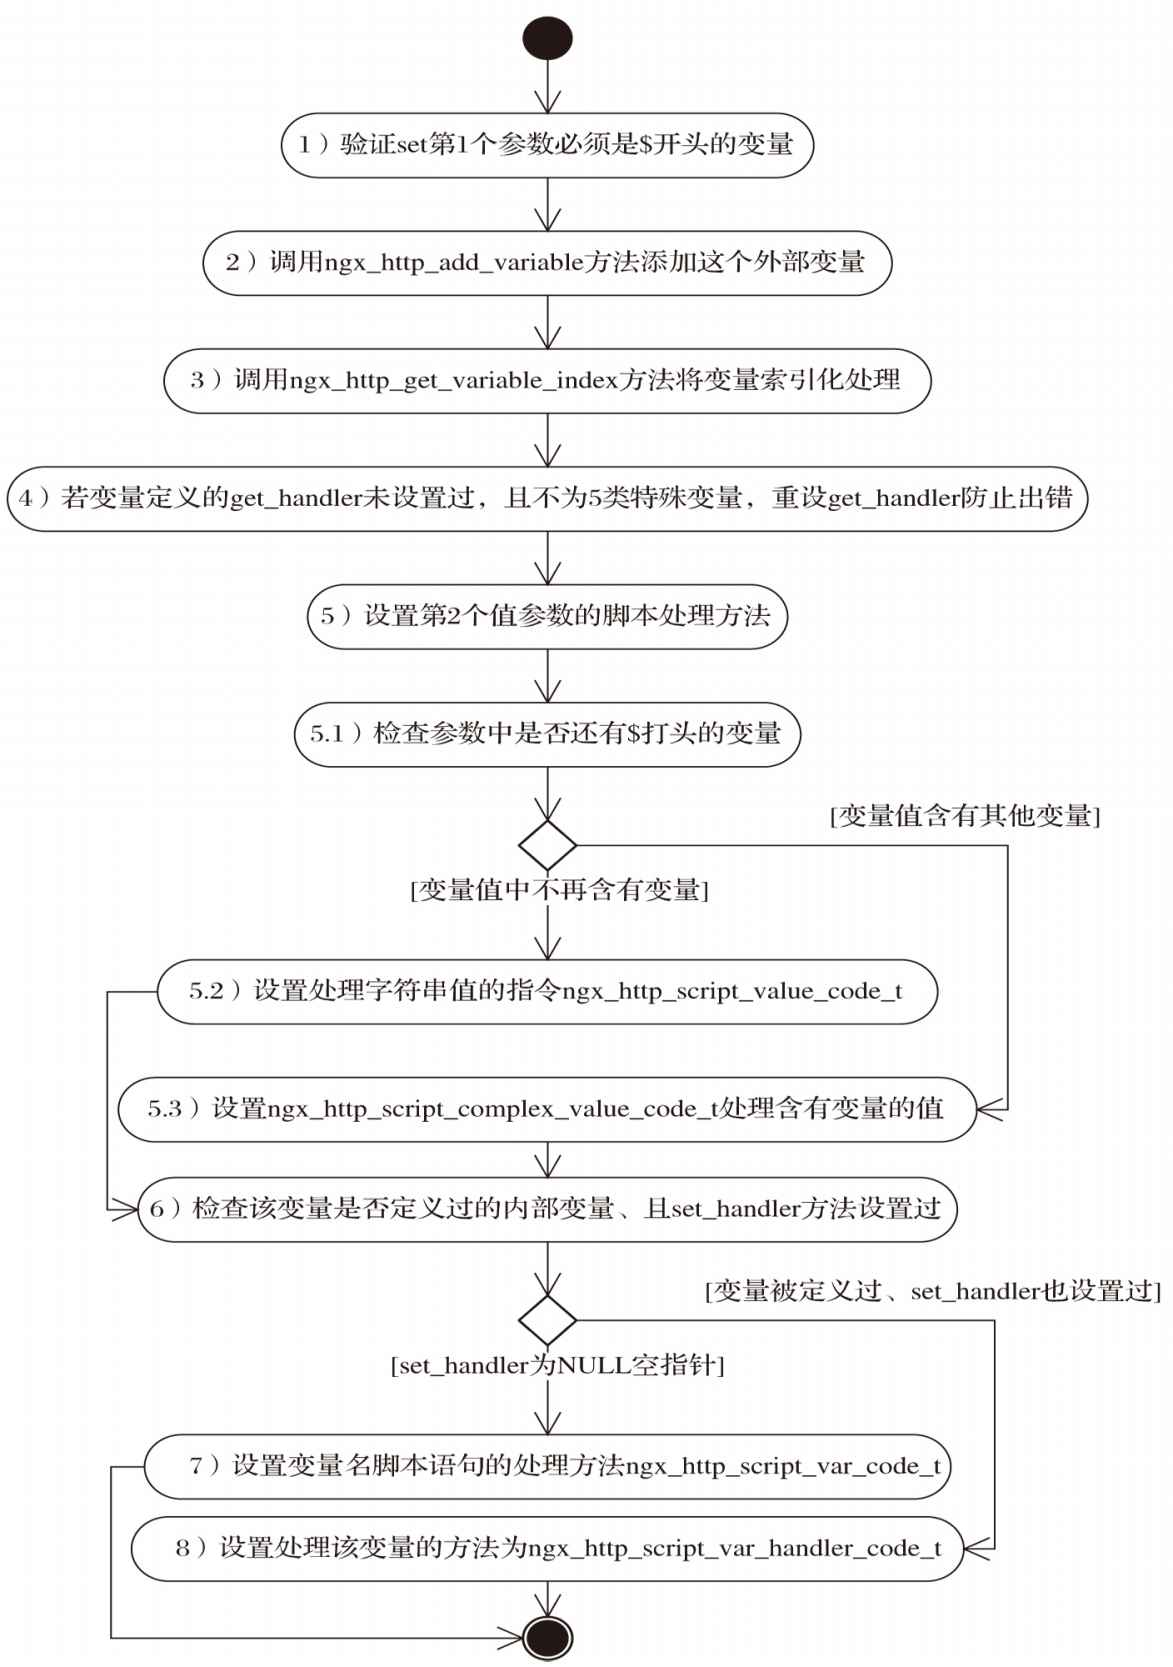 1）验证set第1个参数必须是$开头的变量
2）调用ngx_http_add_variable方法添加这个外部变量
3）调用ngx_http_get_variable_index方法将变量索引化处理
4）若变量定义的get_handler未设置过，且不为5类特殊变量，重设get_handler防止出错
5）设置第2个值参数的脚本处理方法
5.1）检查参数中是否还有$打头的变量
[变量值含有其他变量]
[变量值中不再含有变量]
5.2）设置处理字符串值的指令ngx_http_script_value_code_t
5.3）设置ngx_http_script_complex_value_code_t处理含有变量的值
6）检查该变量是否定义过的内部变量、且set_handler方法设置过
[变量被定义过、set_handler也设置过]
[set_handler为NULL空指针]
7）设置变量名脚本语句的处理方法ngx_http_script_var_code_t
8）设置处理该变量的方法为ngx_http_script_var_handler_code_t